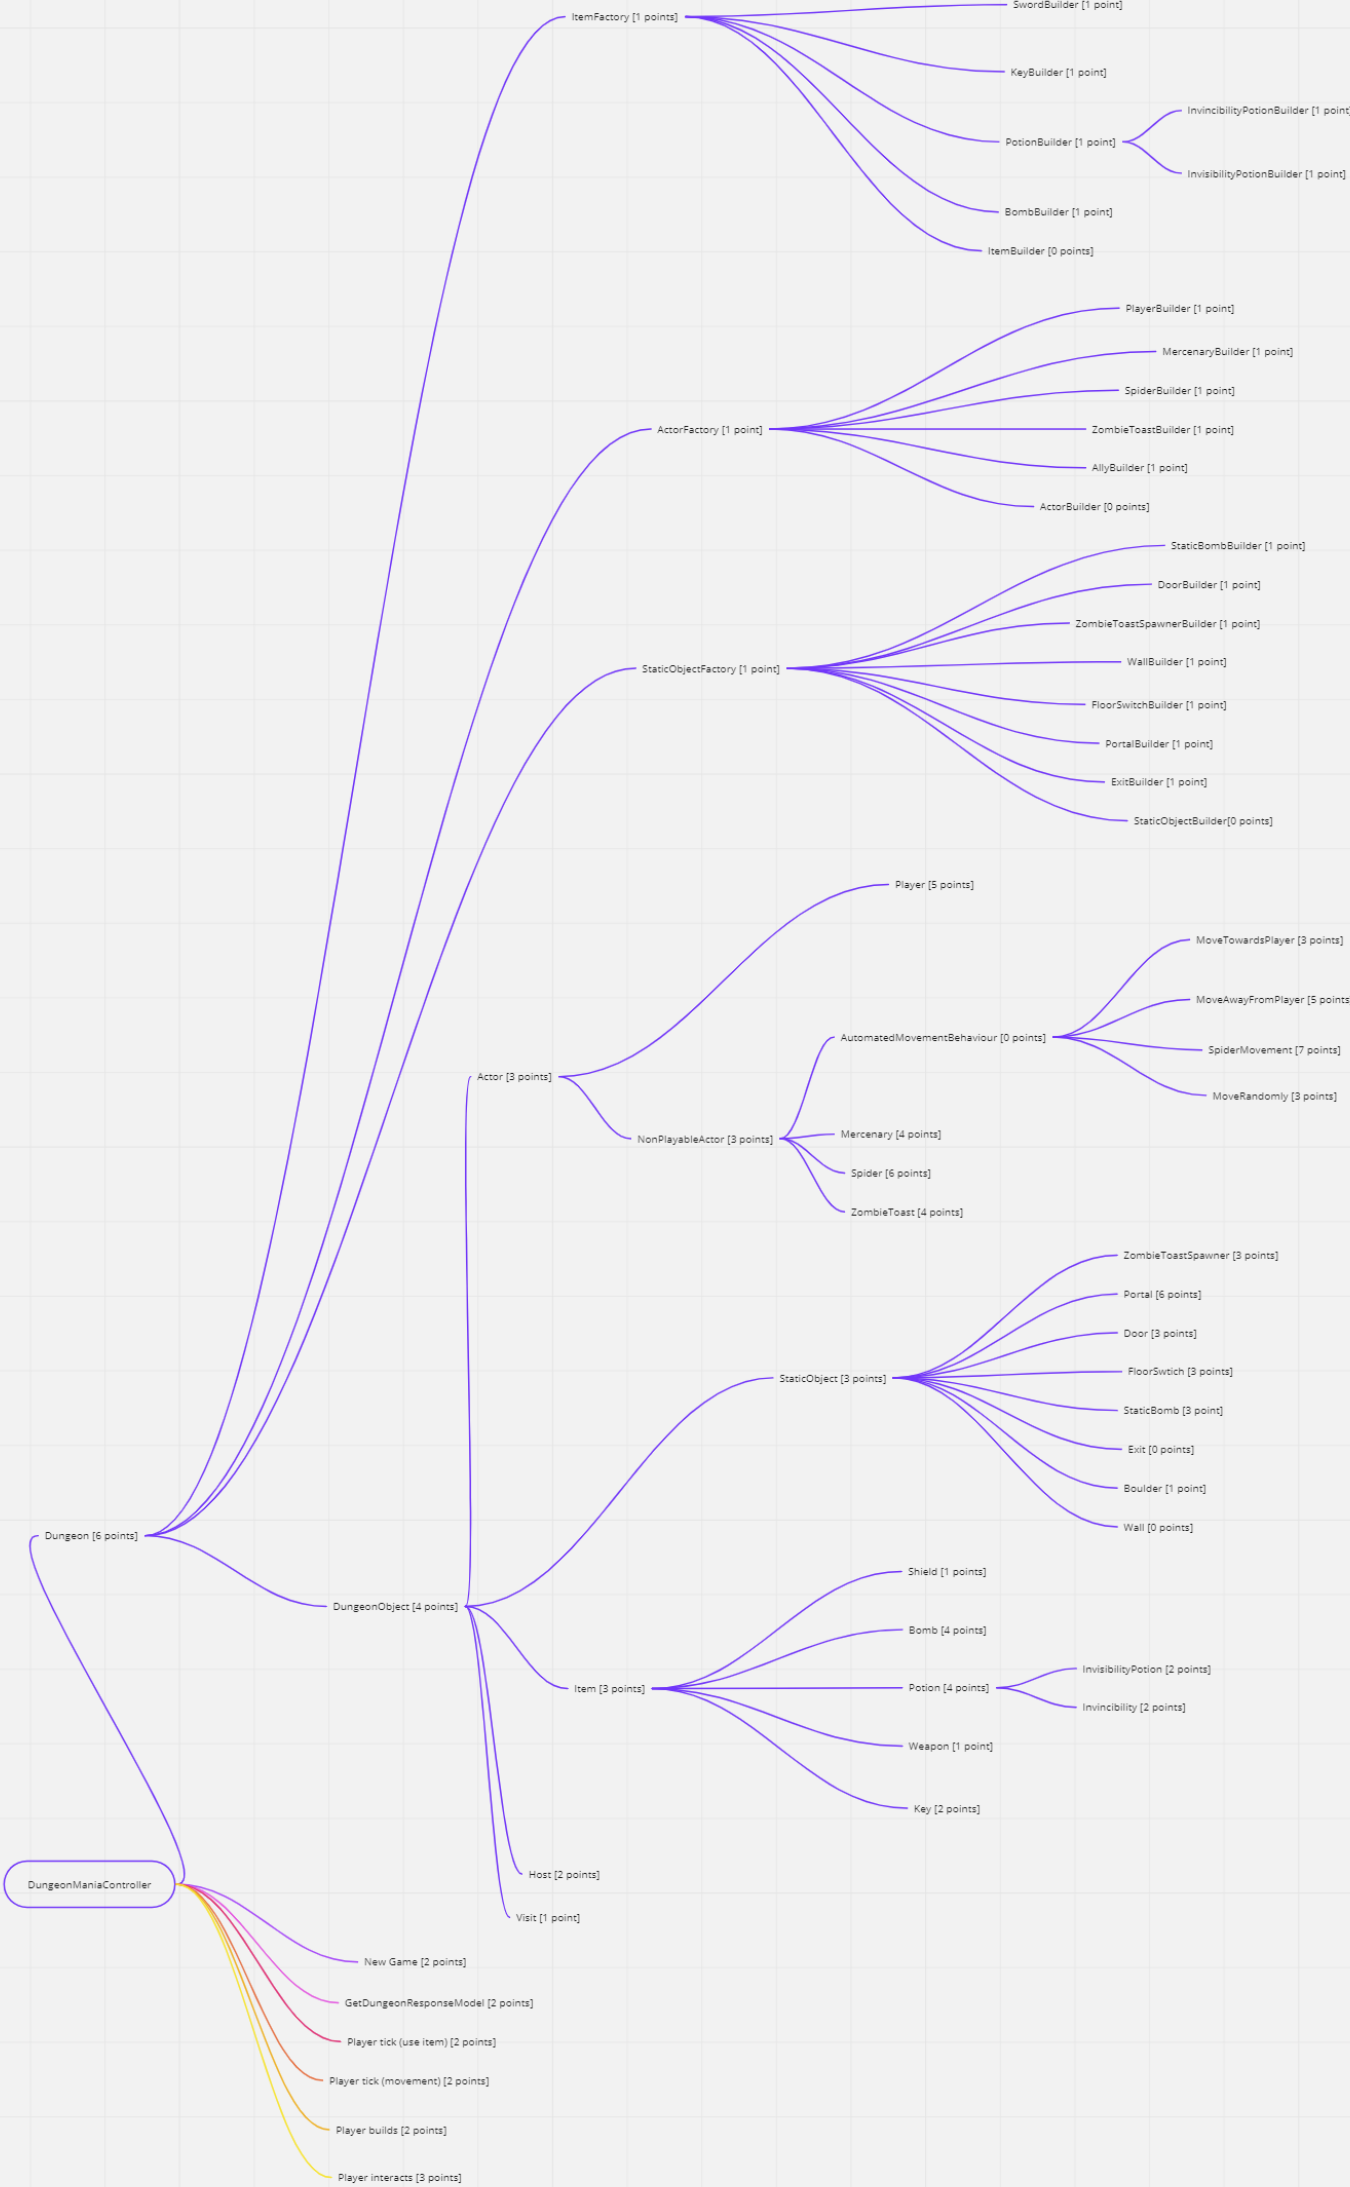 SwordBuilder [1 point]
ItemFactory [1 points]
KeyBuilder [1 point]
InvincibilityPotionBuilder [1 point]
PotionBuilder [1 point]
InvisibilityPotionBuilder [1 point]
BombBuilder [1 point]
ItemBuilder [0 points]
PlayerBuilder [1 point]
MercenaryBuilder [1 point]
SpiderBuilder [1 point]
ActorFactory [1 point]
ZombieToastBuilder [1 point]
AllyBuilder [1 point]
ActorBuilder [0 points]
StaticBombBuilder [1 point]
DoorBuilder [1 point]
ZombieToastSpawnerBuilder [1 point]
WallBuilder [1 point]
StaticObjectFactory [1 point]
FloorSwitchBuilder [1 point]
PortalBuilder [1 point]
ExitBuilder [1 point]
StaticObjectBuilder[0 points]
Player [5 points]
MoveTowardsPlayer [3 points]
MoveAwayFromPlayer [5 points
AutomatedMovementBehaviour [0 points]
SpiderMovement [7 points]
Actor [3 points]
MoveRandomly [3 points]
Mercenary [4 points]
NonPlayableActor [3 points]
Spider [6 points]
ZombieToast [4 points]
ZombieToastSpawner [3 points]
Portal [6 points]
Door [3 points]
FloorSwtich [3 points]
StaticObject [3 points]
StaticBomb [3 point]
Exit [0 points]
Boulder [1 point]
Wall [0 points]
Dungeon [6 points]
Shield [1 points]
DungeonObject [4 points]
Bomb [4 points]
InvisibilityPotion [2 points]
Item [3 points]
Potion [4 points]
Invincibility [2 points]
Weapon [1 point]
Key [2 points]
Host [2 points]
DungeonManiaController
Visit [1 point]
New Game [2 points]
GetDungeonResponseModel [2 points]
Player tick (use item) [2 points]
Player tick (movement) [2 points]
Player builds [2 points]
Player interacts [3 points]